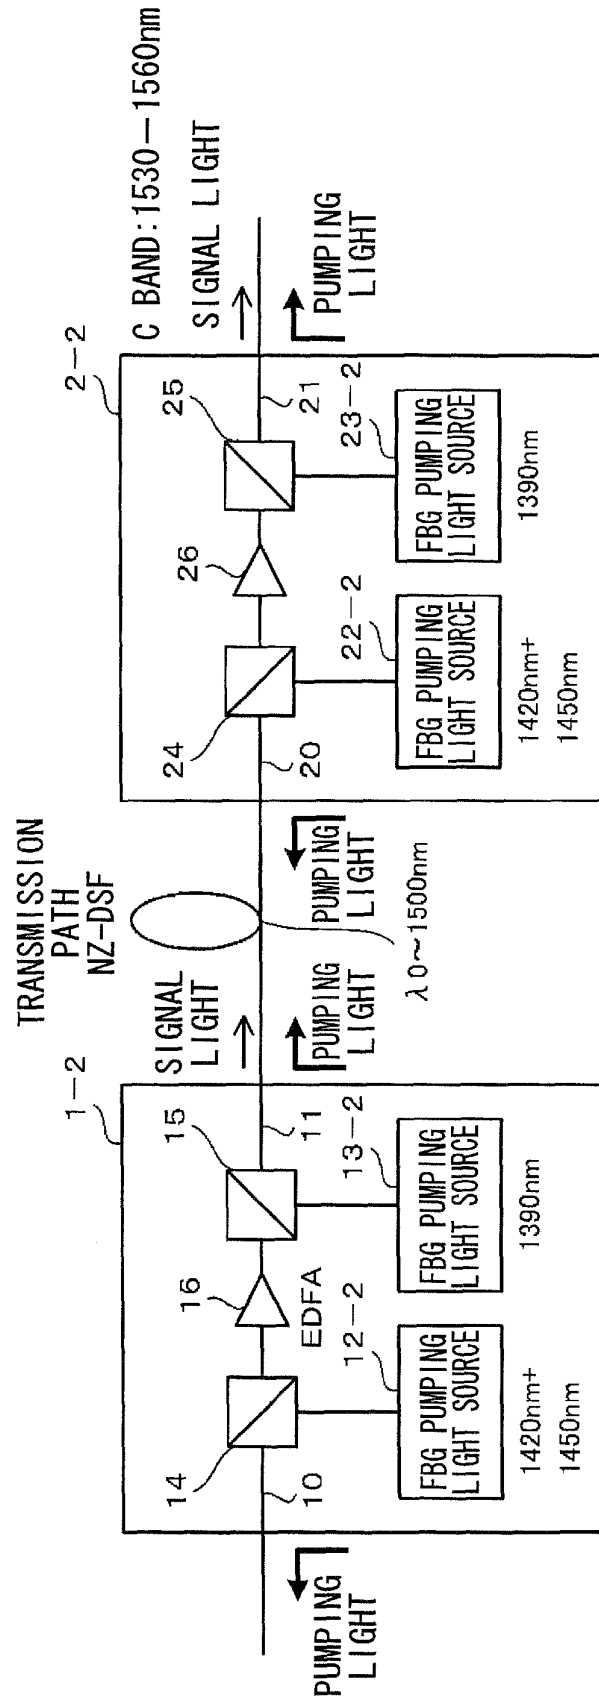 C BAND:1530—1560nm
TRANSMISSION
PATH
NZ-DSF
SIGNAL
LIGHT
SIGNAL LIGHT
1-2
2-2
14
16
15
10
EDFA
11
24
26
25
20
21
PUMPING
LIGHT
PUMPING
LIGHT
PUMPING
LIGHT
PUMPING
LIGHT
λ0~1500nm
12-2
FBG PUMPING
LIGHT SOURCE
1420nm+
1450nm
13-2
FBG PUMPING
LIGHT SOURCE
1390nm
22-2
FBG PUMPING
LIGHT SOURCE
1420nm+
1450nm
23-2
FBG PUMPING
LIGHT SOURCE
1390nm